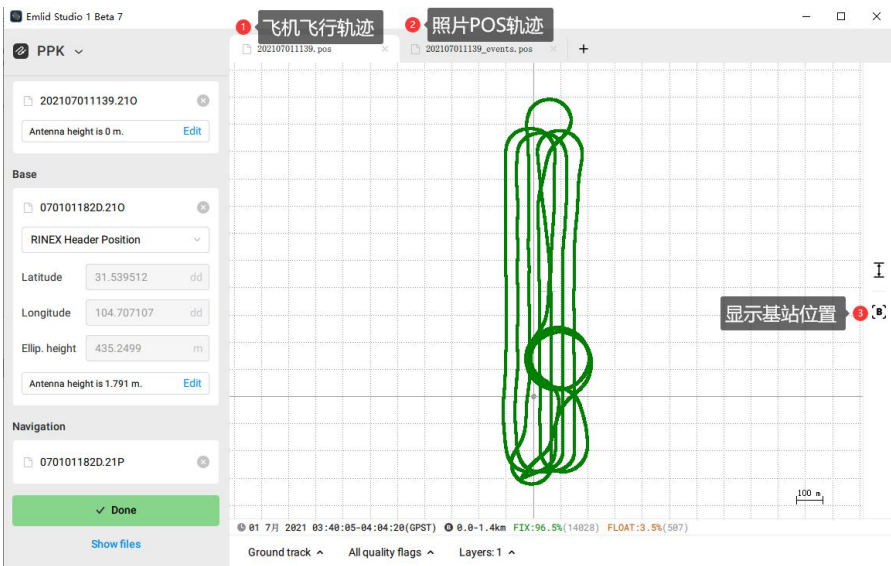 Emlid Studio 1 Beta 7
1 飞机飞行轨迹
2 照片POS轨迹
PPK
202107011139.pos
202107011139_events.pos
202107011139.21O
Antenna height is 0 m. Edit
Base
070101182D.21O
RINEX Header Position
Latitude 31.539512 dd
Longitude 104.707107 dd
显示基站位置 3 [B]
Ellip. height 435.2499 m
Antenna height is 1.791 m. Edit
Navigation
070101182D.21P
100 m
Done
01 7月 2021 03:40:05-04:04:20(GPST) 0.0-1.4km FIX:96.5%(14028) FLOAT:3.5%(507)
Show files
Ground track All quality flags Layers: 1